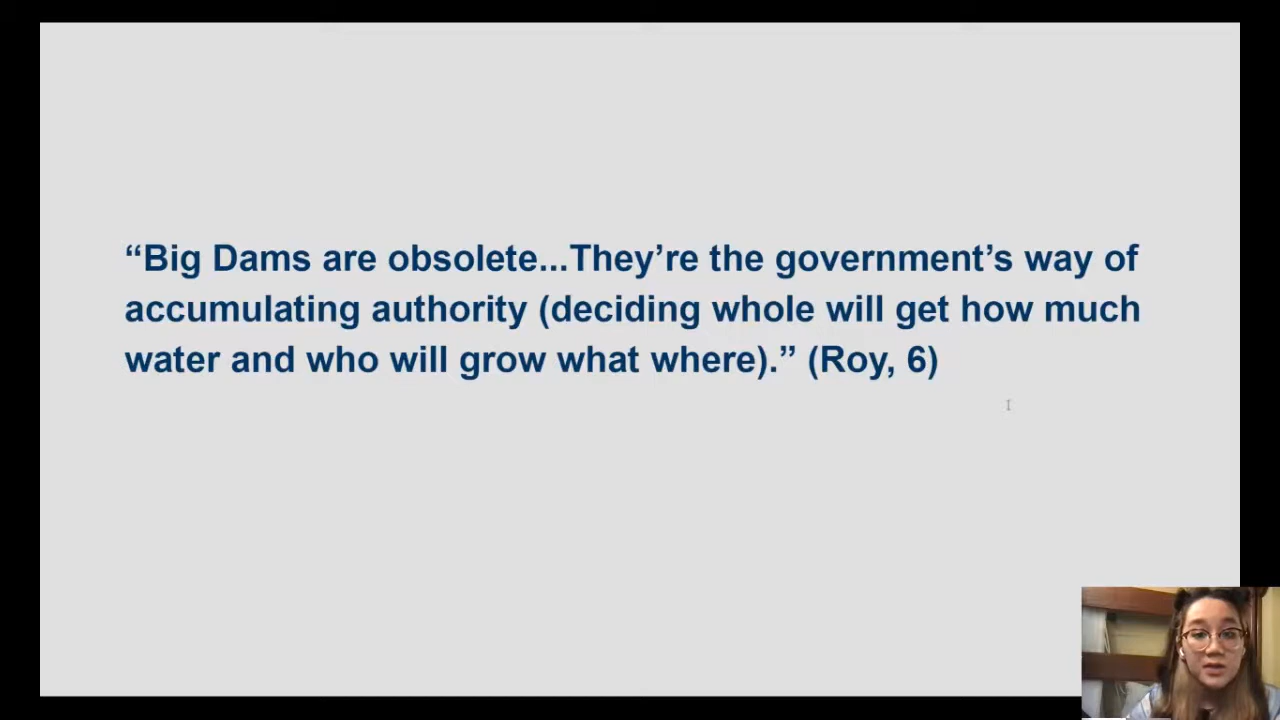 “Big Dams are obsolete...They’re the government’s way of
accumulating authority (deciding whole will get how much
water and who will grow what where).” (Roy, 6)